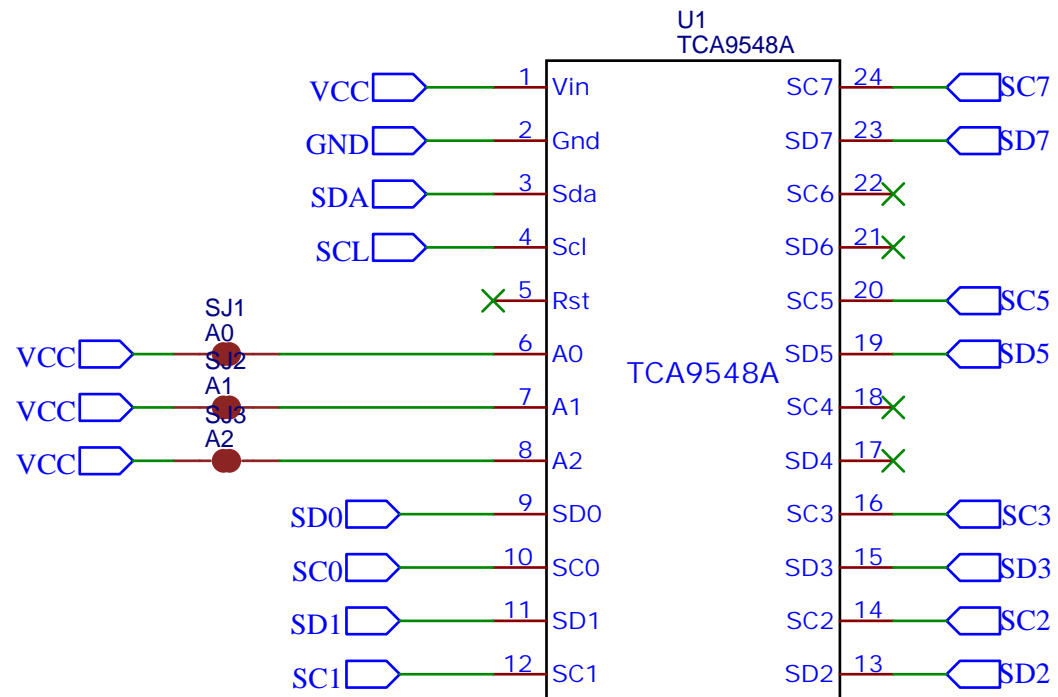 U1
TCA9548A
VCC 1 Vin SC7 24 SC7
GND 2 Gnd SD7 23 SD7
SDA 3 Sda SC6 22
SCL 4 Scl SD6 21
5 Rst SC5 20 SC5
SJ1
A0
VCC 6 A0 SD5 19 SD5
SJ2
TCA9548A
A1
VCC 7 A1 SC4 18
SJ3
A2
VCC 8 A2 SD4 17
SD0 9 SD0 SC3 16 SC3
SC0 10 SC0 SD3 15 SD3
SD1 11 SD1 SC2 14 SC2
SC1 12 SC1 SD2 13 SD2